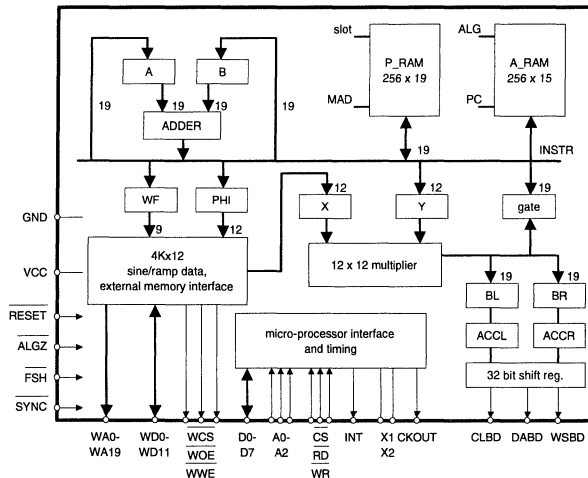 slot
P_RAM
256 x 19
MAD
ALG
A_RAM
256 x 15
PC
A
B
19
19
19
19
ADDER
19
INSTR
WF
PHI
12
X
12
Y
19
gate
9
12
GND
VCC
RESET
ALGZ
FSH
SYNC
4Kx12
sine/ramp data,
external memory interface
12 x 12 multiplier
19
BL
19
BR
ACCL
ACCR
micro-processor interface
and timing
32 bit shift reg.
WA0-
WA19
WD0-
WD11
WCS
WOE
WWE
D0-
D7
A0-
A2
CS
RD
WR
INT
X1
X2
CKOUT
CLBD
DABD
WSBD